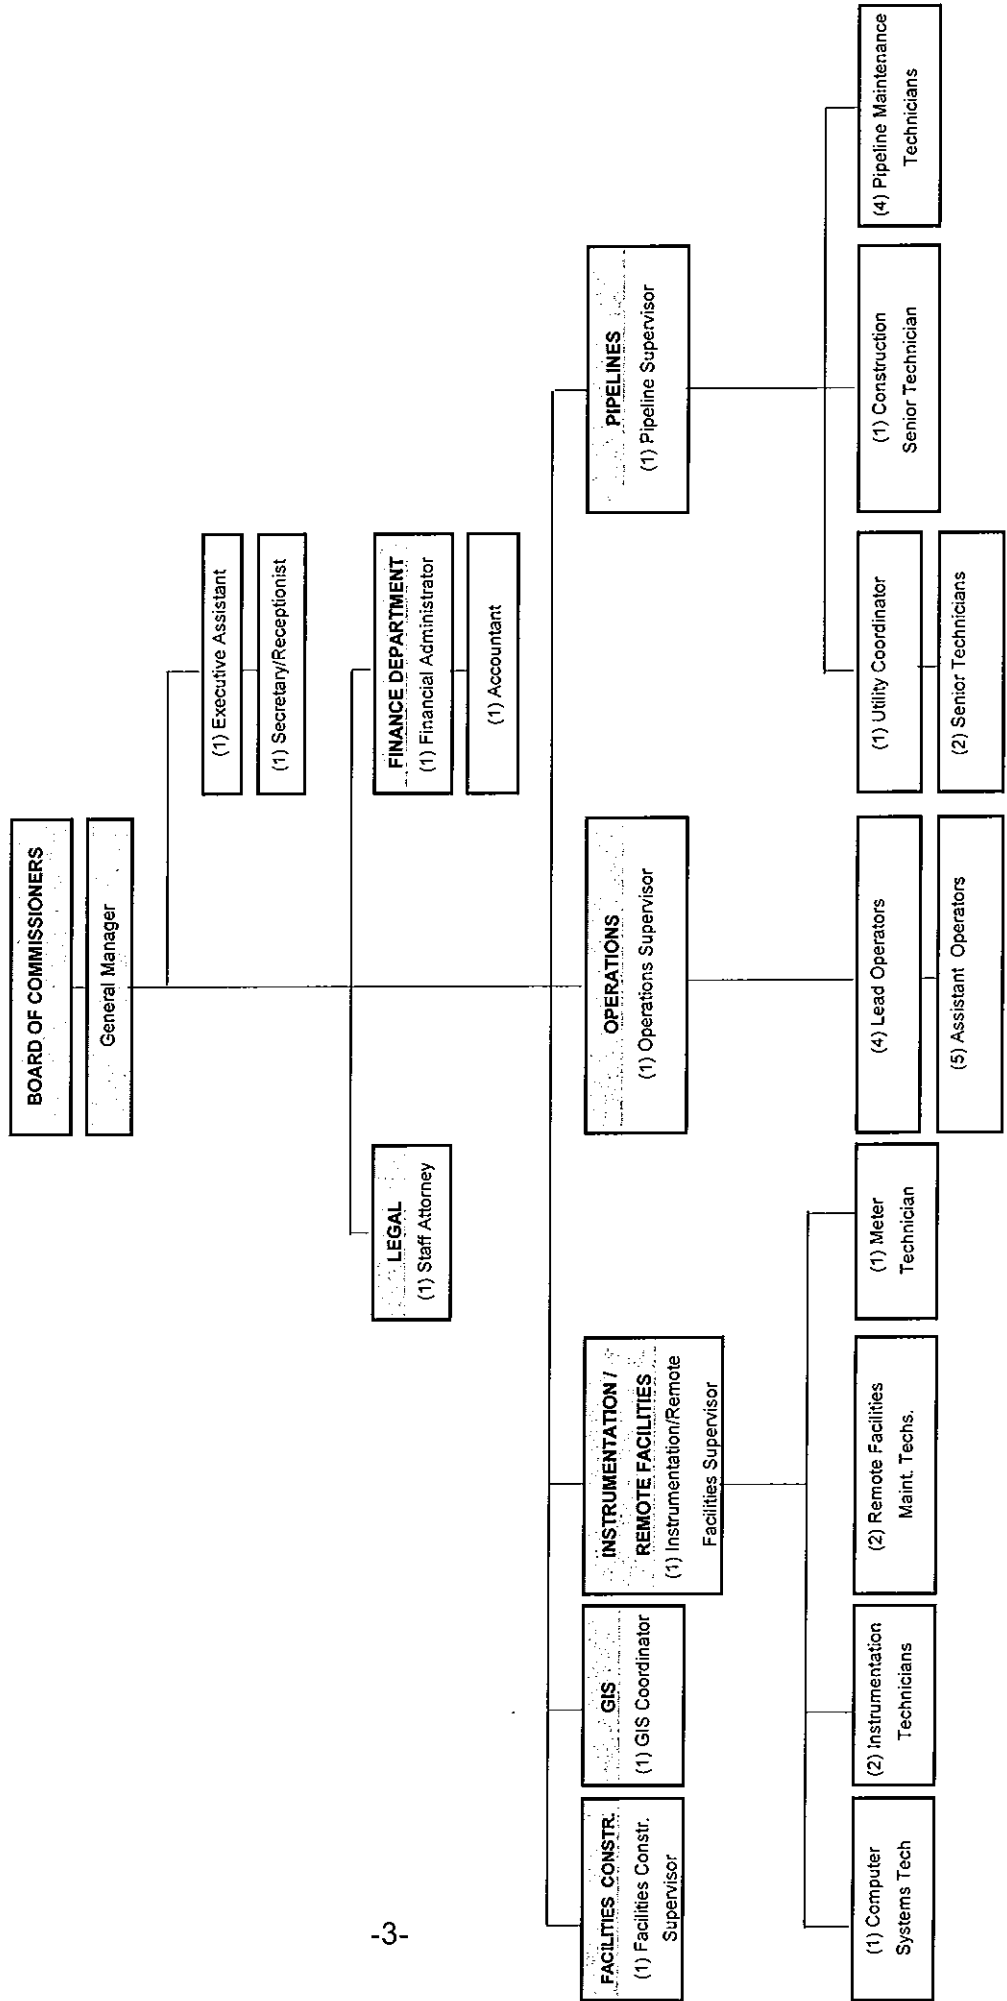 BOARD OF COMMISSIONERS
General Manager
(1) Executive Assistant
(1) Secretary/Receptionist
LEGAL
(1) Staff Attorney
FINANCE DEPARTMENT
(1) Financial Administrator
(1) Accountant
FACILITIES CONSTR.
(1) Facilities Constr.
Supervisor
GIS
(1) GIS Coordinator
INSTRUMENTATION /
REMOTE FACILITIES
(1) Instrumentation/Remote
Facilities Supervisor
OPERATIONS
(1) Operations Supervisor
PIPELINES
(1) Pipeline Supervisor
(1) Computer
Systems Tech
(2) Instrumentation
Technicians
(2) Remote Facilities
Maint. Techs.
(1) Meter
Technician
(4) Lead Operators
(5) Assistant Operators
(1) Utility Coordinator
(2) Senior Technicians
(1) Construction
Senior Technician
(4) Pipeline Maintenance
Technicians
-3-